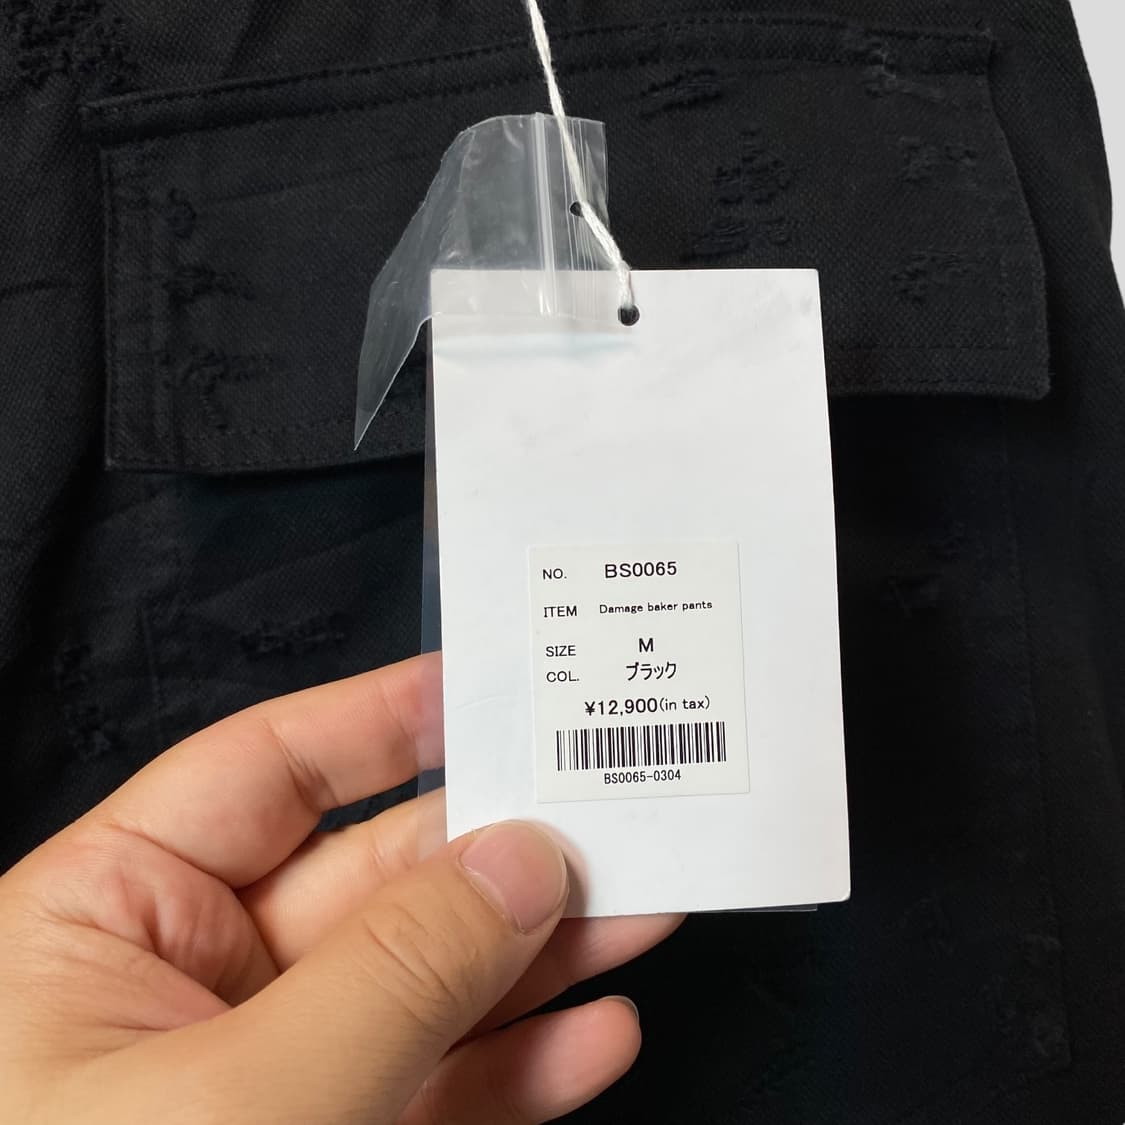 NO. BS0065
ITEM Damage baker pants
SIZE M
COL. ブラック
¥12,900(in tax)
BS0065-0304